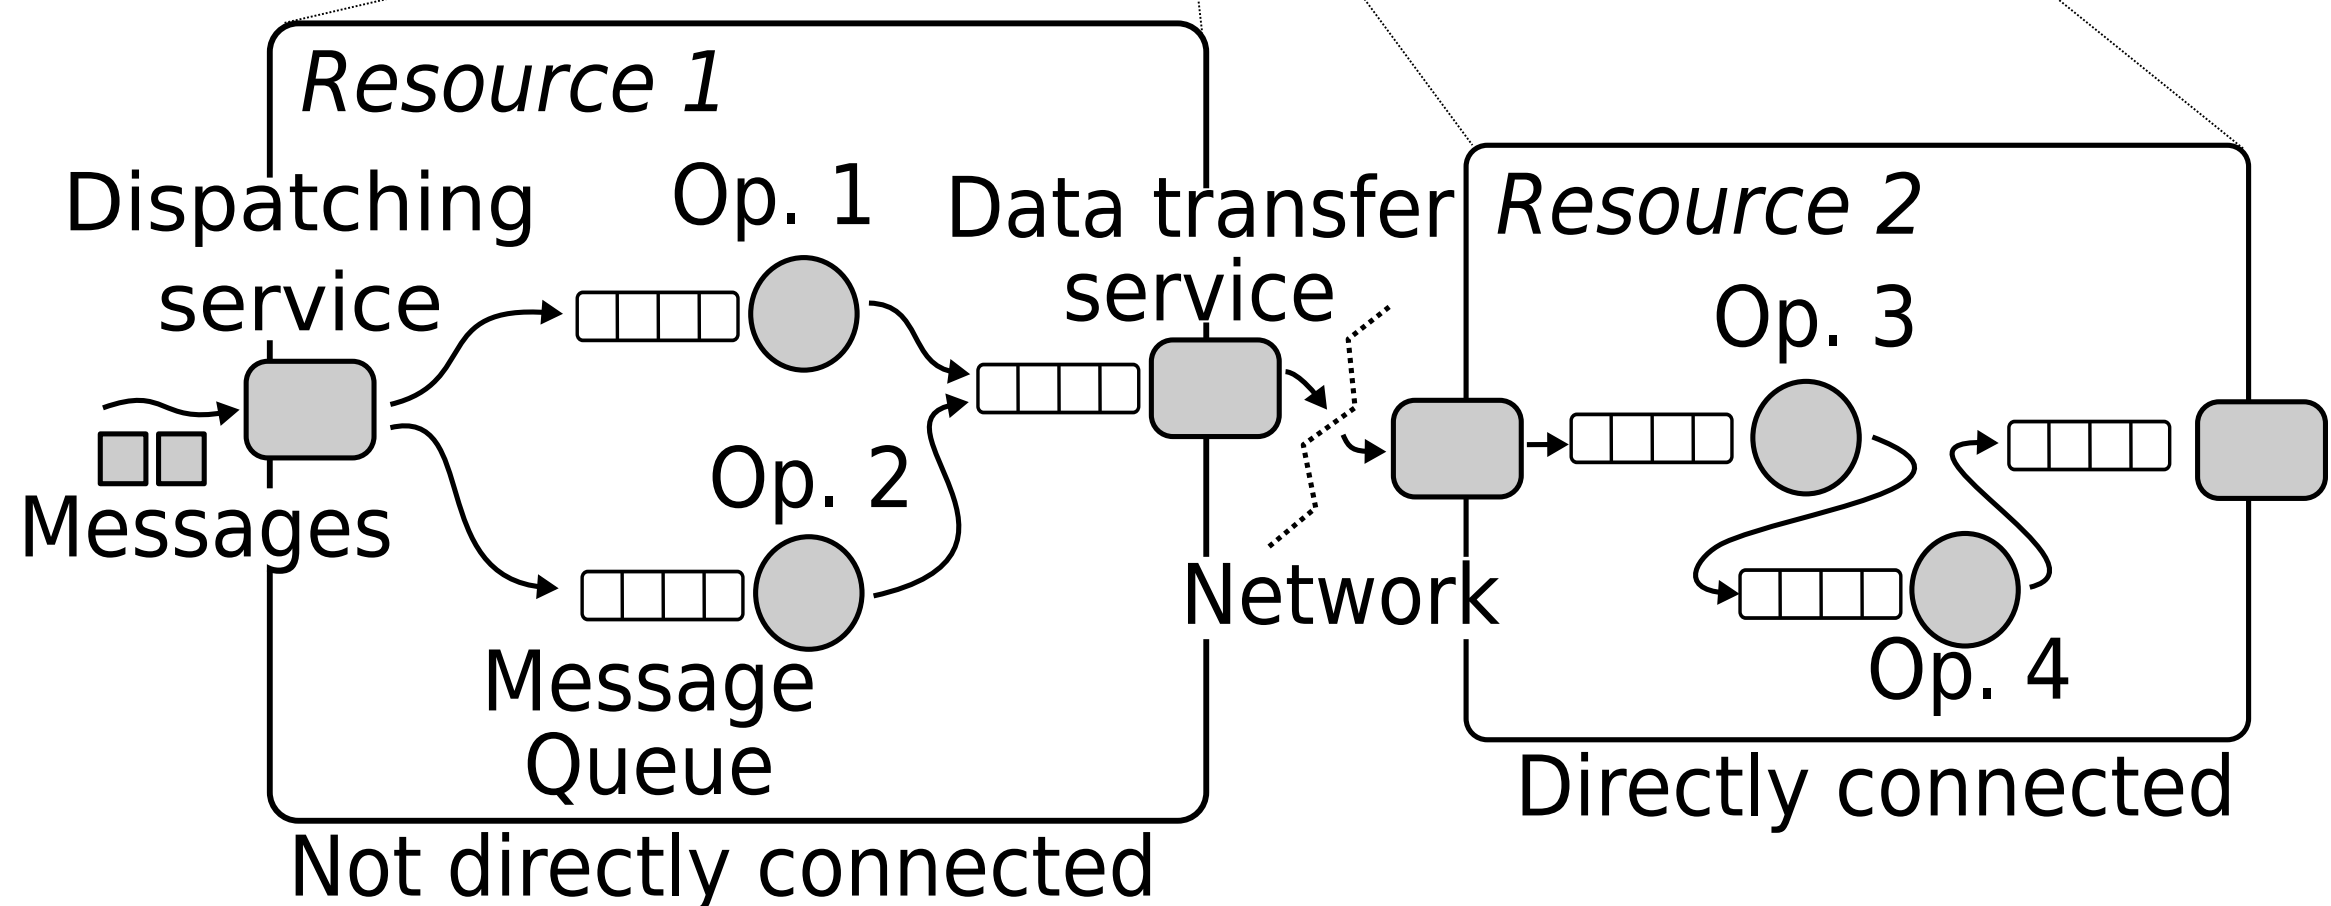 Resource 1
Dispatching
service
Op. 1
Data transfer
service
Resource 2
Op. 3
Messages
Op. 2
Network
Message
Queue
Op. 4
Directly connected
Not directly connected